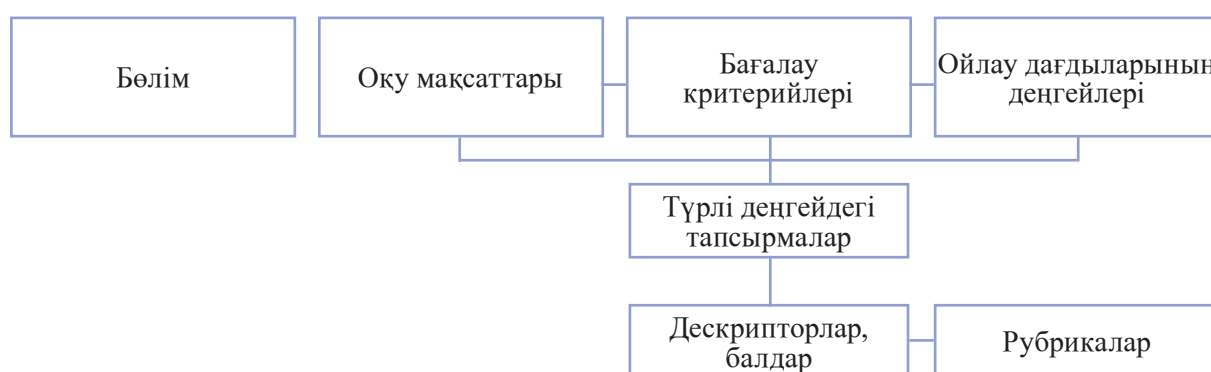 Бөлім
Оқу мақсаттары
Бағалау
критерийлері
Ойлау дағдыларының
деңгейлері
Түрлі деңгейдегі
тапсырмалар
Дескрипторлар,
балдар
Рубрикалар